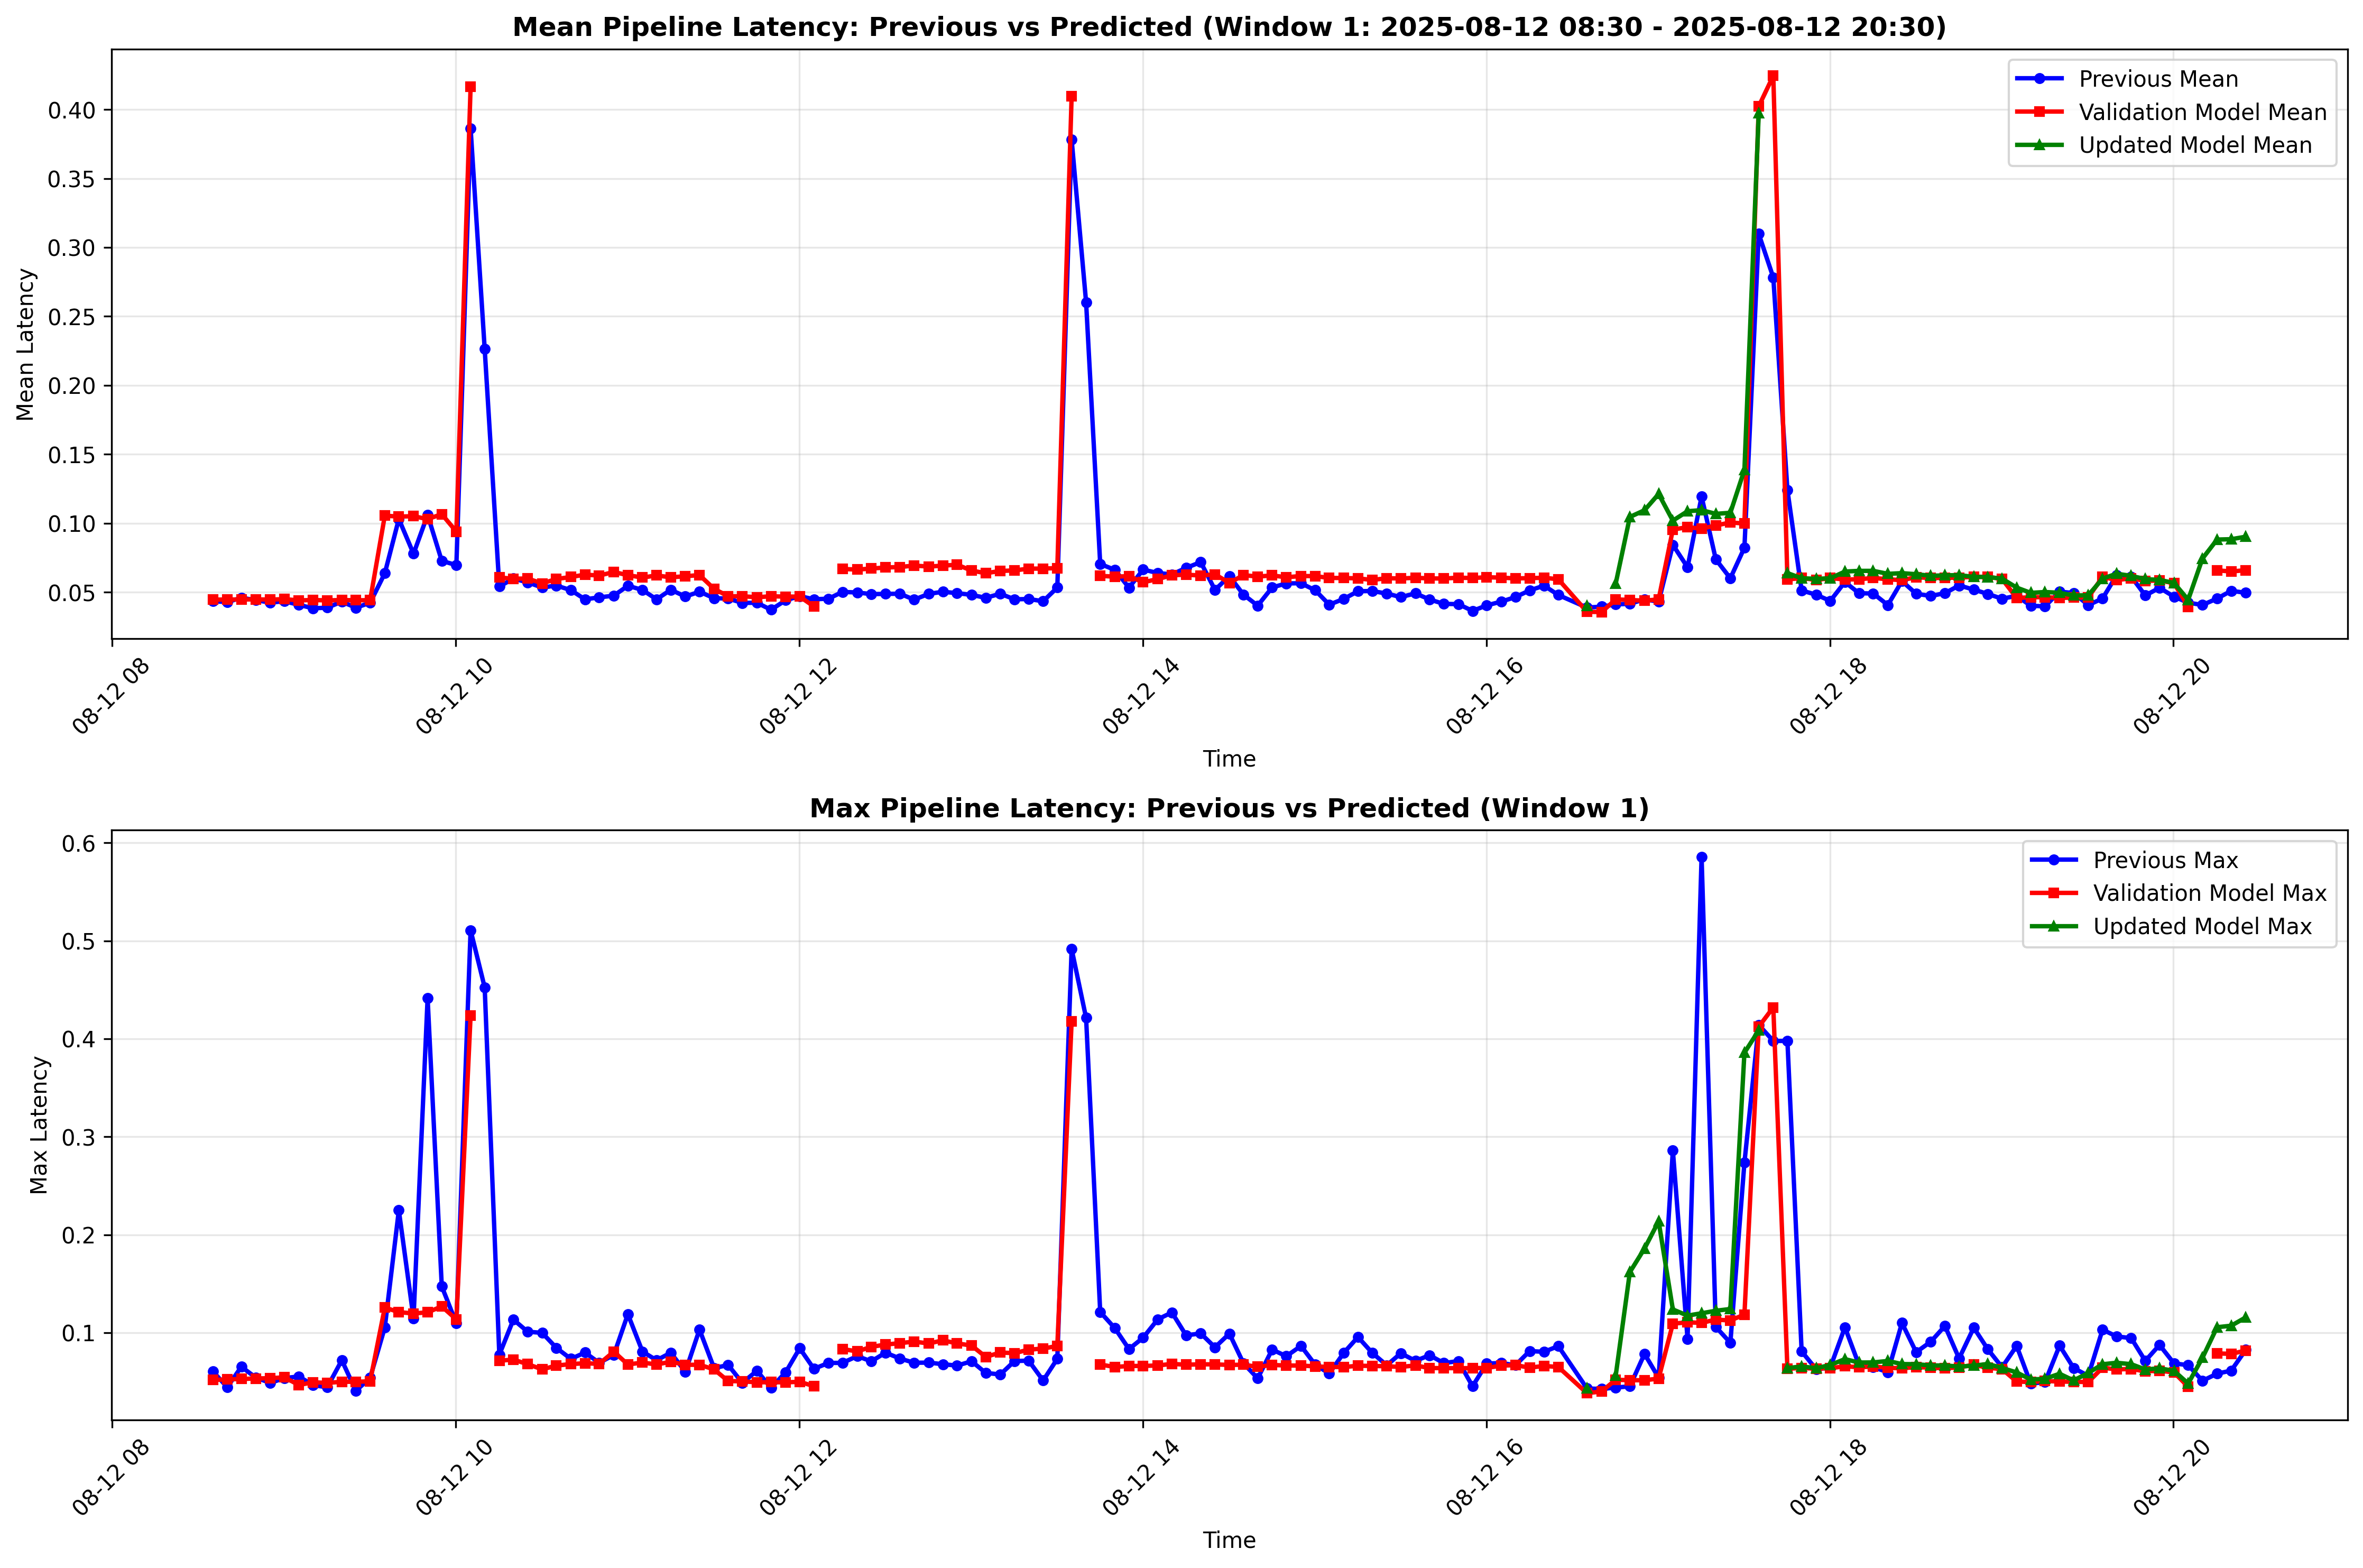 Mean Pipeline Latency: Previous vs Predicted (Window 1: 2025-08-12 08:30 - 2025-08-12 20:30)
Previous Mean
Validation Model Mean
Updated Model Mean
Mean Latency
0.40
0.35
0.30
0.25
0.20
0.15
0.10
0.05
08-12 08
08-12 10
08-12 12
08-12 14
08-12 16
08-12 18
08-12 20
Time
Max Pipeline Latency: Previous vs Predicted (Window 1)
Previous Max
Validation Model Max
Updated Model Max
Max Latency
0.6
0.5
0.4
0.3
0.2
0.1
08-12 08
08-12 10
08-12 12
08-12 14
08-12 16
08-12 18
08-12 20
Time